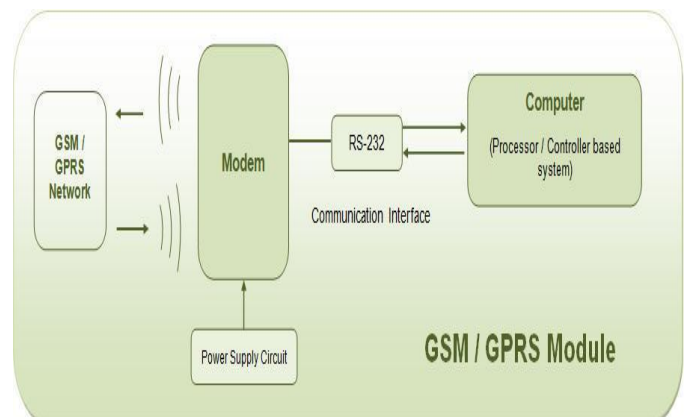 GSM /
GPRS
Network
Modem
RS-232
Communication Interface
Computer
(Processor / Controller based
system)
Power Supply Circuit
GSM / GPRS Module